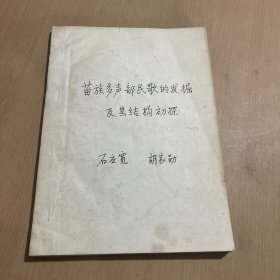 苗族多声部民歌的发掘
及其结构初探
石立宽 胡家勋